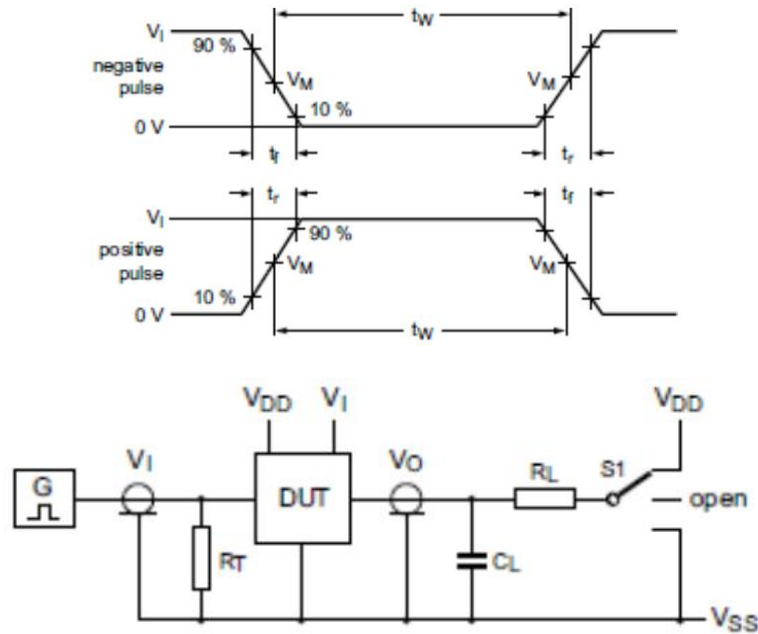 VI
tW
90 %
negative
pulse
VM
VM
10 %
0 V
tf
tr
tr
tf
VI
90 %
positive
pulse
VM
VM
10 %
0 V
tW
VDD
VI
VDD
VI
VO
RL
S1
G
DUT
open
RT
CL
VSS